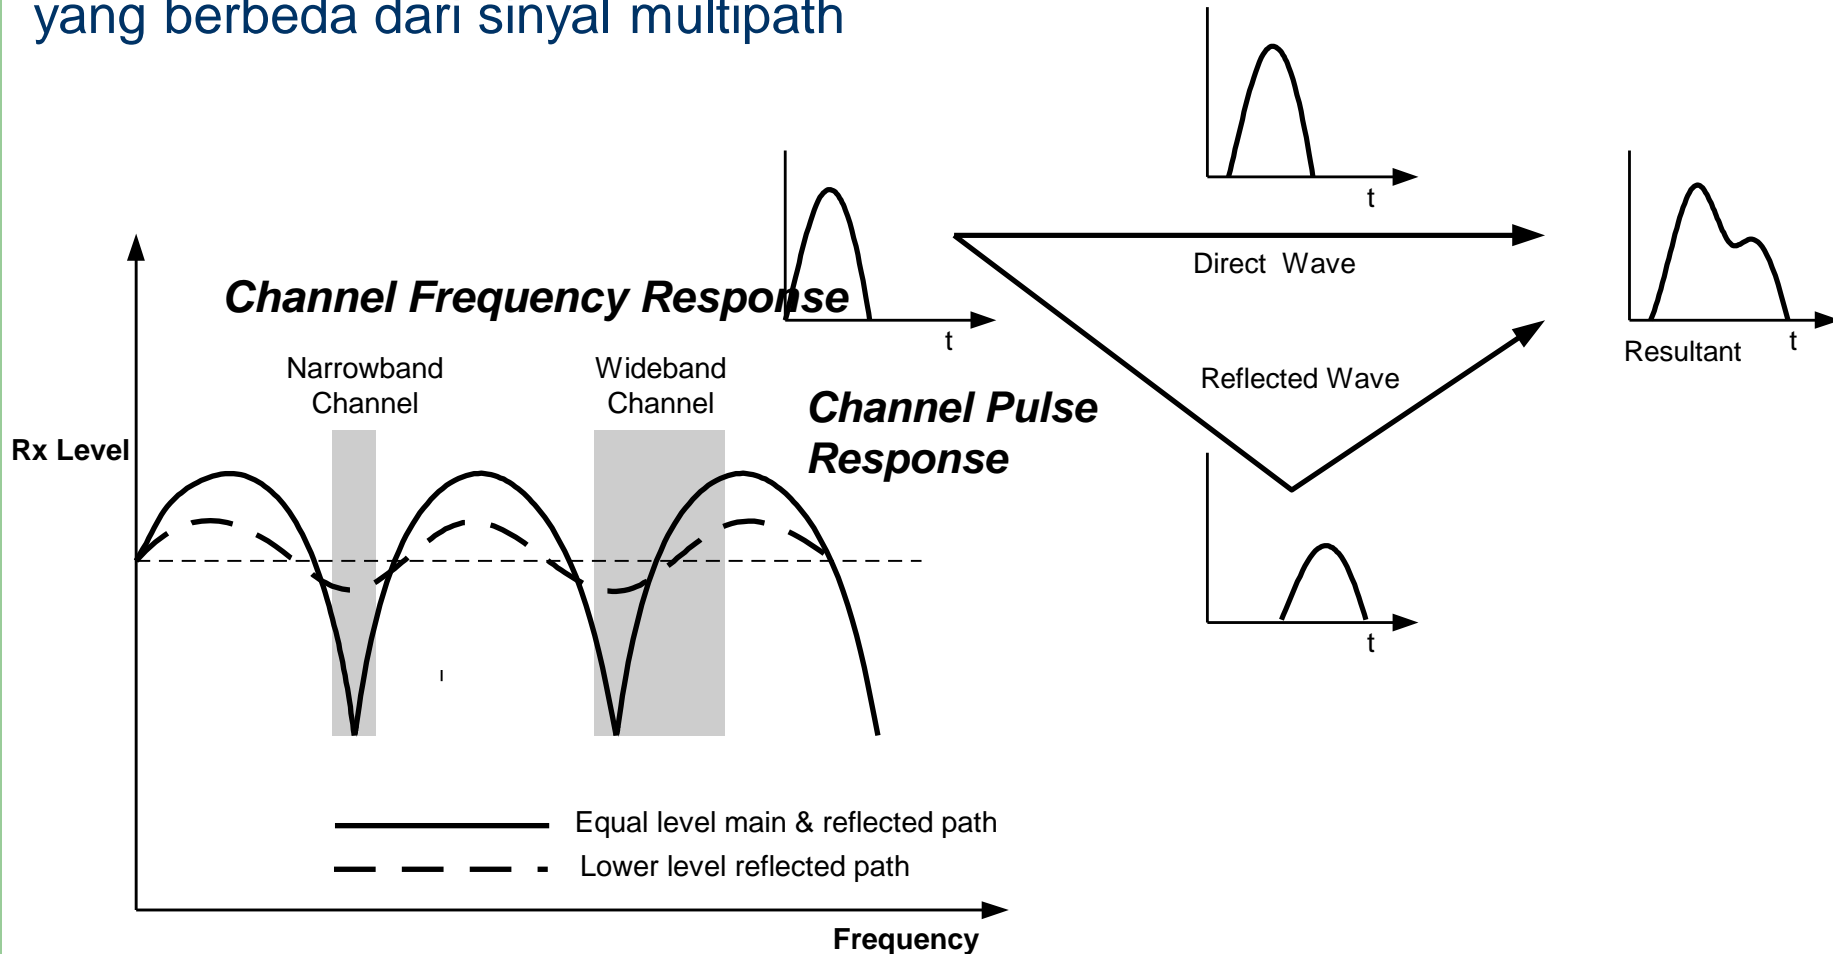 yang berbeda dari sinyal multipath
t
Direct Wave
Channel Frequency Response
t
Resultant
t
Narrowband
Channel
Wideband
Channel
Reflected Wave
Channel Pulse
Response
Rx Level
t
Equal level main & reflected path
Lower level reflected path
Frequency